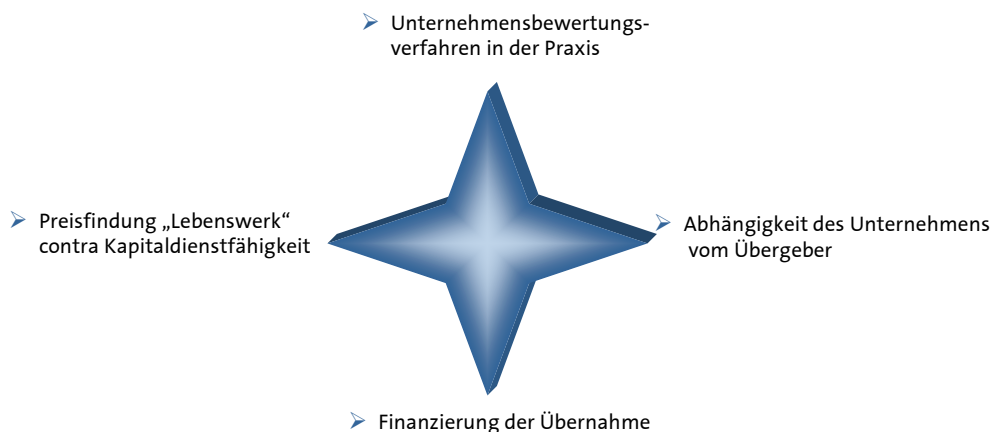 Unternehmensbewertungs-
verfahren in der Praxis
Preisfindung „Lebenswerk“
contra Kapitaldienstfähigkeit
Abhängigkeit des Unternehmens
vom Übergeber
Finanzierung der Übernahme